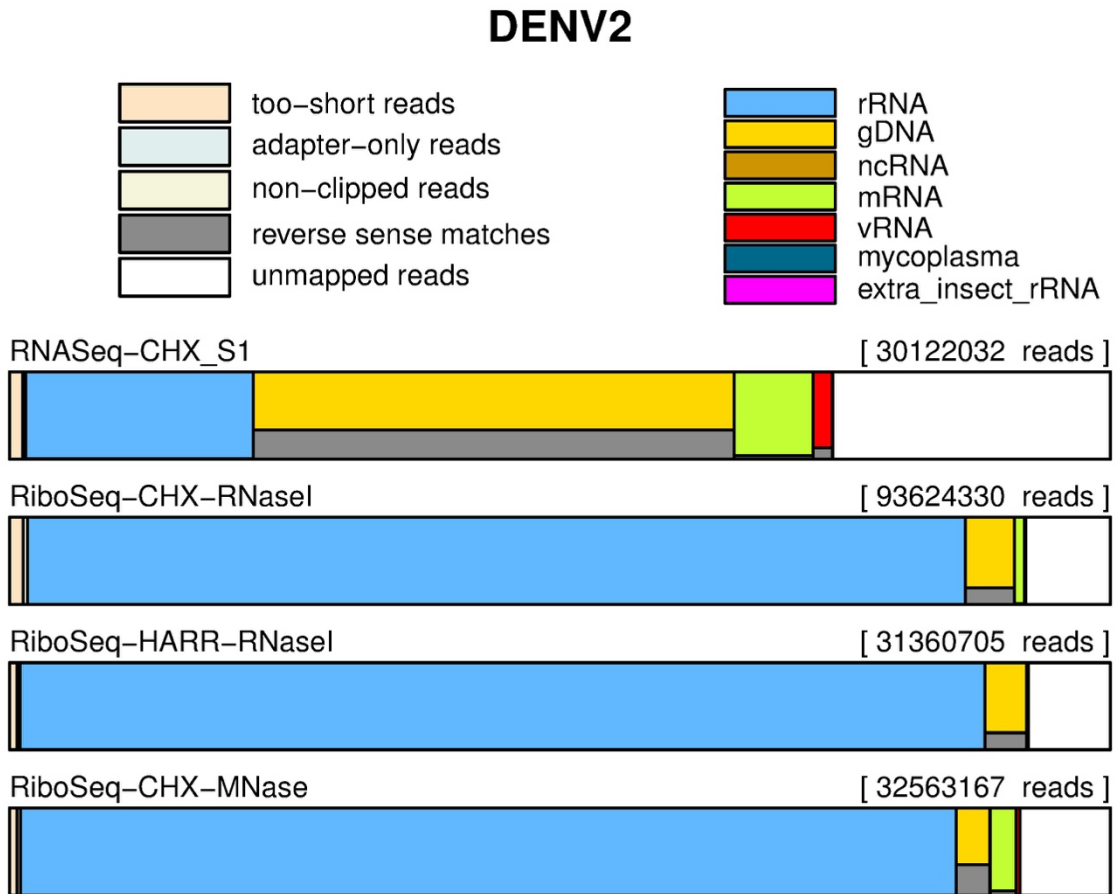 DENV2
too−short reads
adapter−only reads
non−clipped reads
reverse sense matches
unmapped reads
rRNA
gDNA
ncRNA
mRNA
vRNA
mycoplasma
extra_insect_rRNA
RNASeq−CHX_S1 [ 30122032 reads ]
RiboSeq−CHX−RNaseI [ 93624330 reads ]
RiboSeq−HARR−RNaseI [ 31360705 reads ]
RiboSeq−CHX−MNase [ 32563167 reads ]